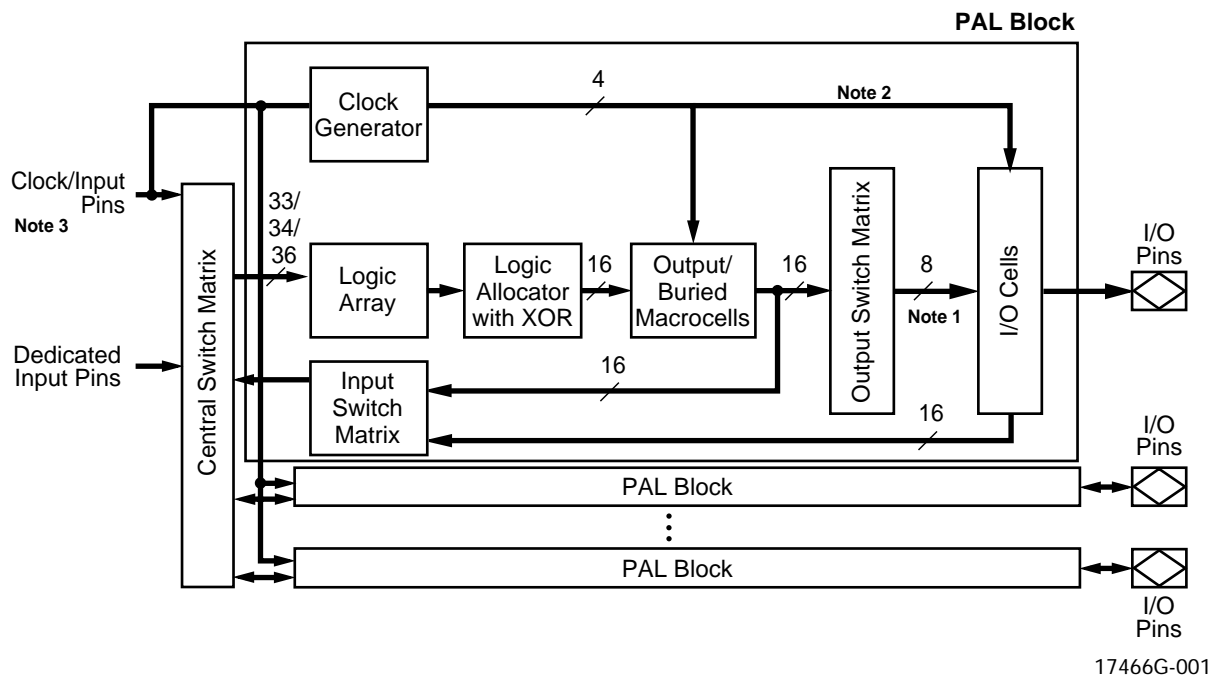 PAL Block
4
Note 2
Clock
Generator
Clock/Input
Pins
Note 3
33/
34/
36
Central Switch Matrix
Logic
Array
Logic
Allocator
with XOR
16
Output/
Buried
Macrocells
16
Output Switch Matrix
8
Note 1
I/O Cells
I/O
Pins
Dedicated
Input Pins
Input
Switch
Matrix
16
16
I/O
Pins
PAL Block
PAL Block
I/O
Pins
17466G-001